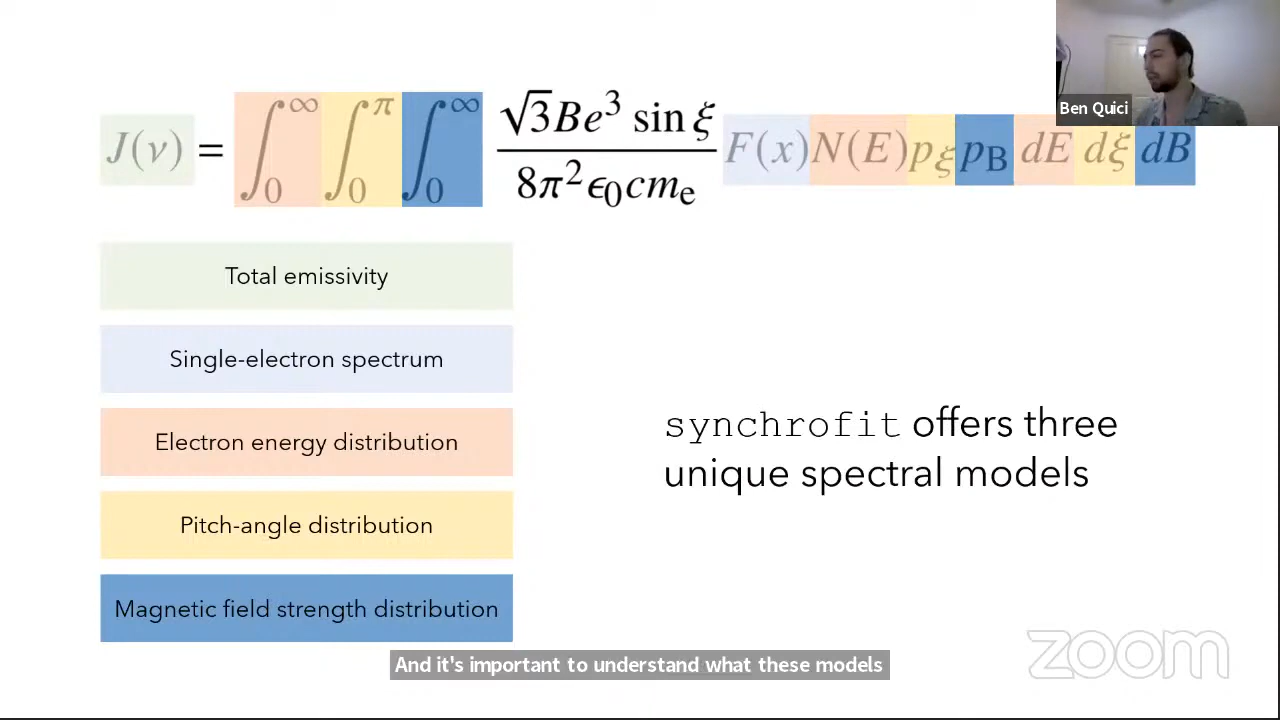 Ben Quici
J(ν) = ∫₀^∞ ∫₀^π ∫₀^∞ √3Be³ sin ξ / 8π²ϵ₀cmₑ F(x)N(E)p_ξ p_B dE dξ dB
Total emissivity
Single-electron spectrum
Electron energy distribution
Pitch-angle distribution
Magnetic field strength distribution
synchrofit offers three
unique spectral models
And it's important to understand what these models
zoom